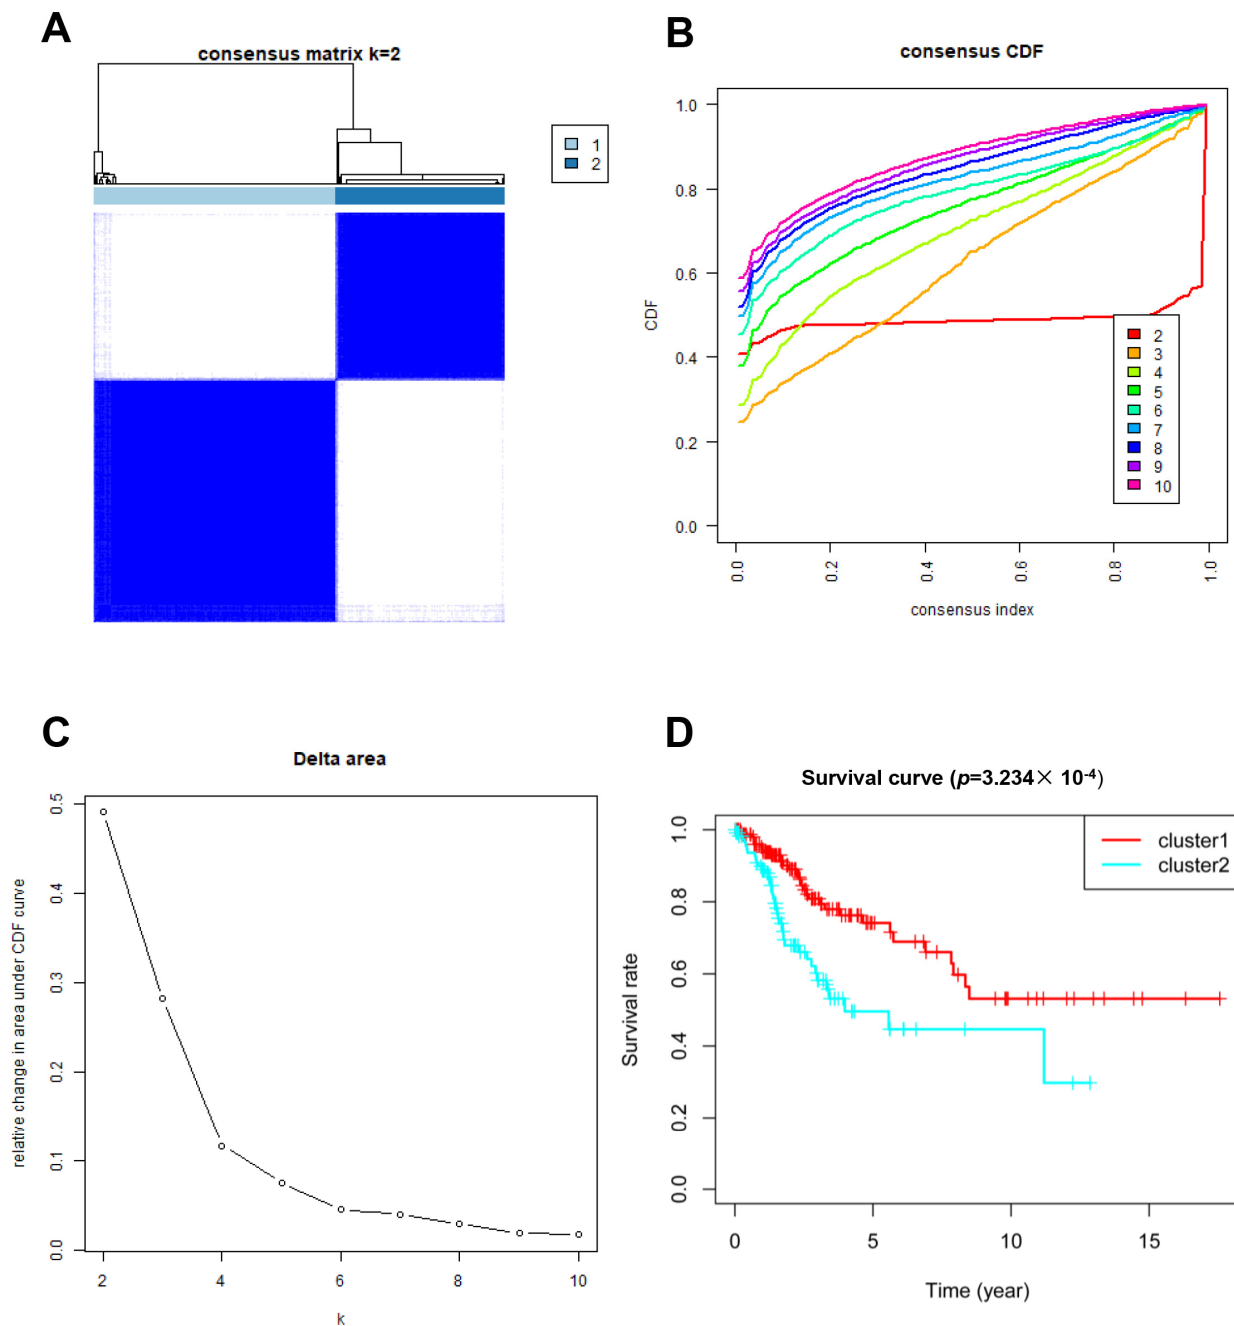 A
consensus matrix k=2
1
2
B
consensus CDF
1.0
0.8
0.6
0.4
0.2
0.0
CDF
0.0
0.2
0.4
0.6
0.8
1.0
consensus index
2
3
4
5
6
7
8
9
10
C
Delta area
0.5
0.4
0.3
0.2
0.1
0.0
relative change in area under CDF curve
2
4
6
8
10
k
D
Survival curve (p=3.234× 10-4)
cluster1
cluster2
1.0
0.8
0.6
0.4
0.2
0.0
Survival rate
0
5
10
15
Time (year)